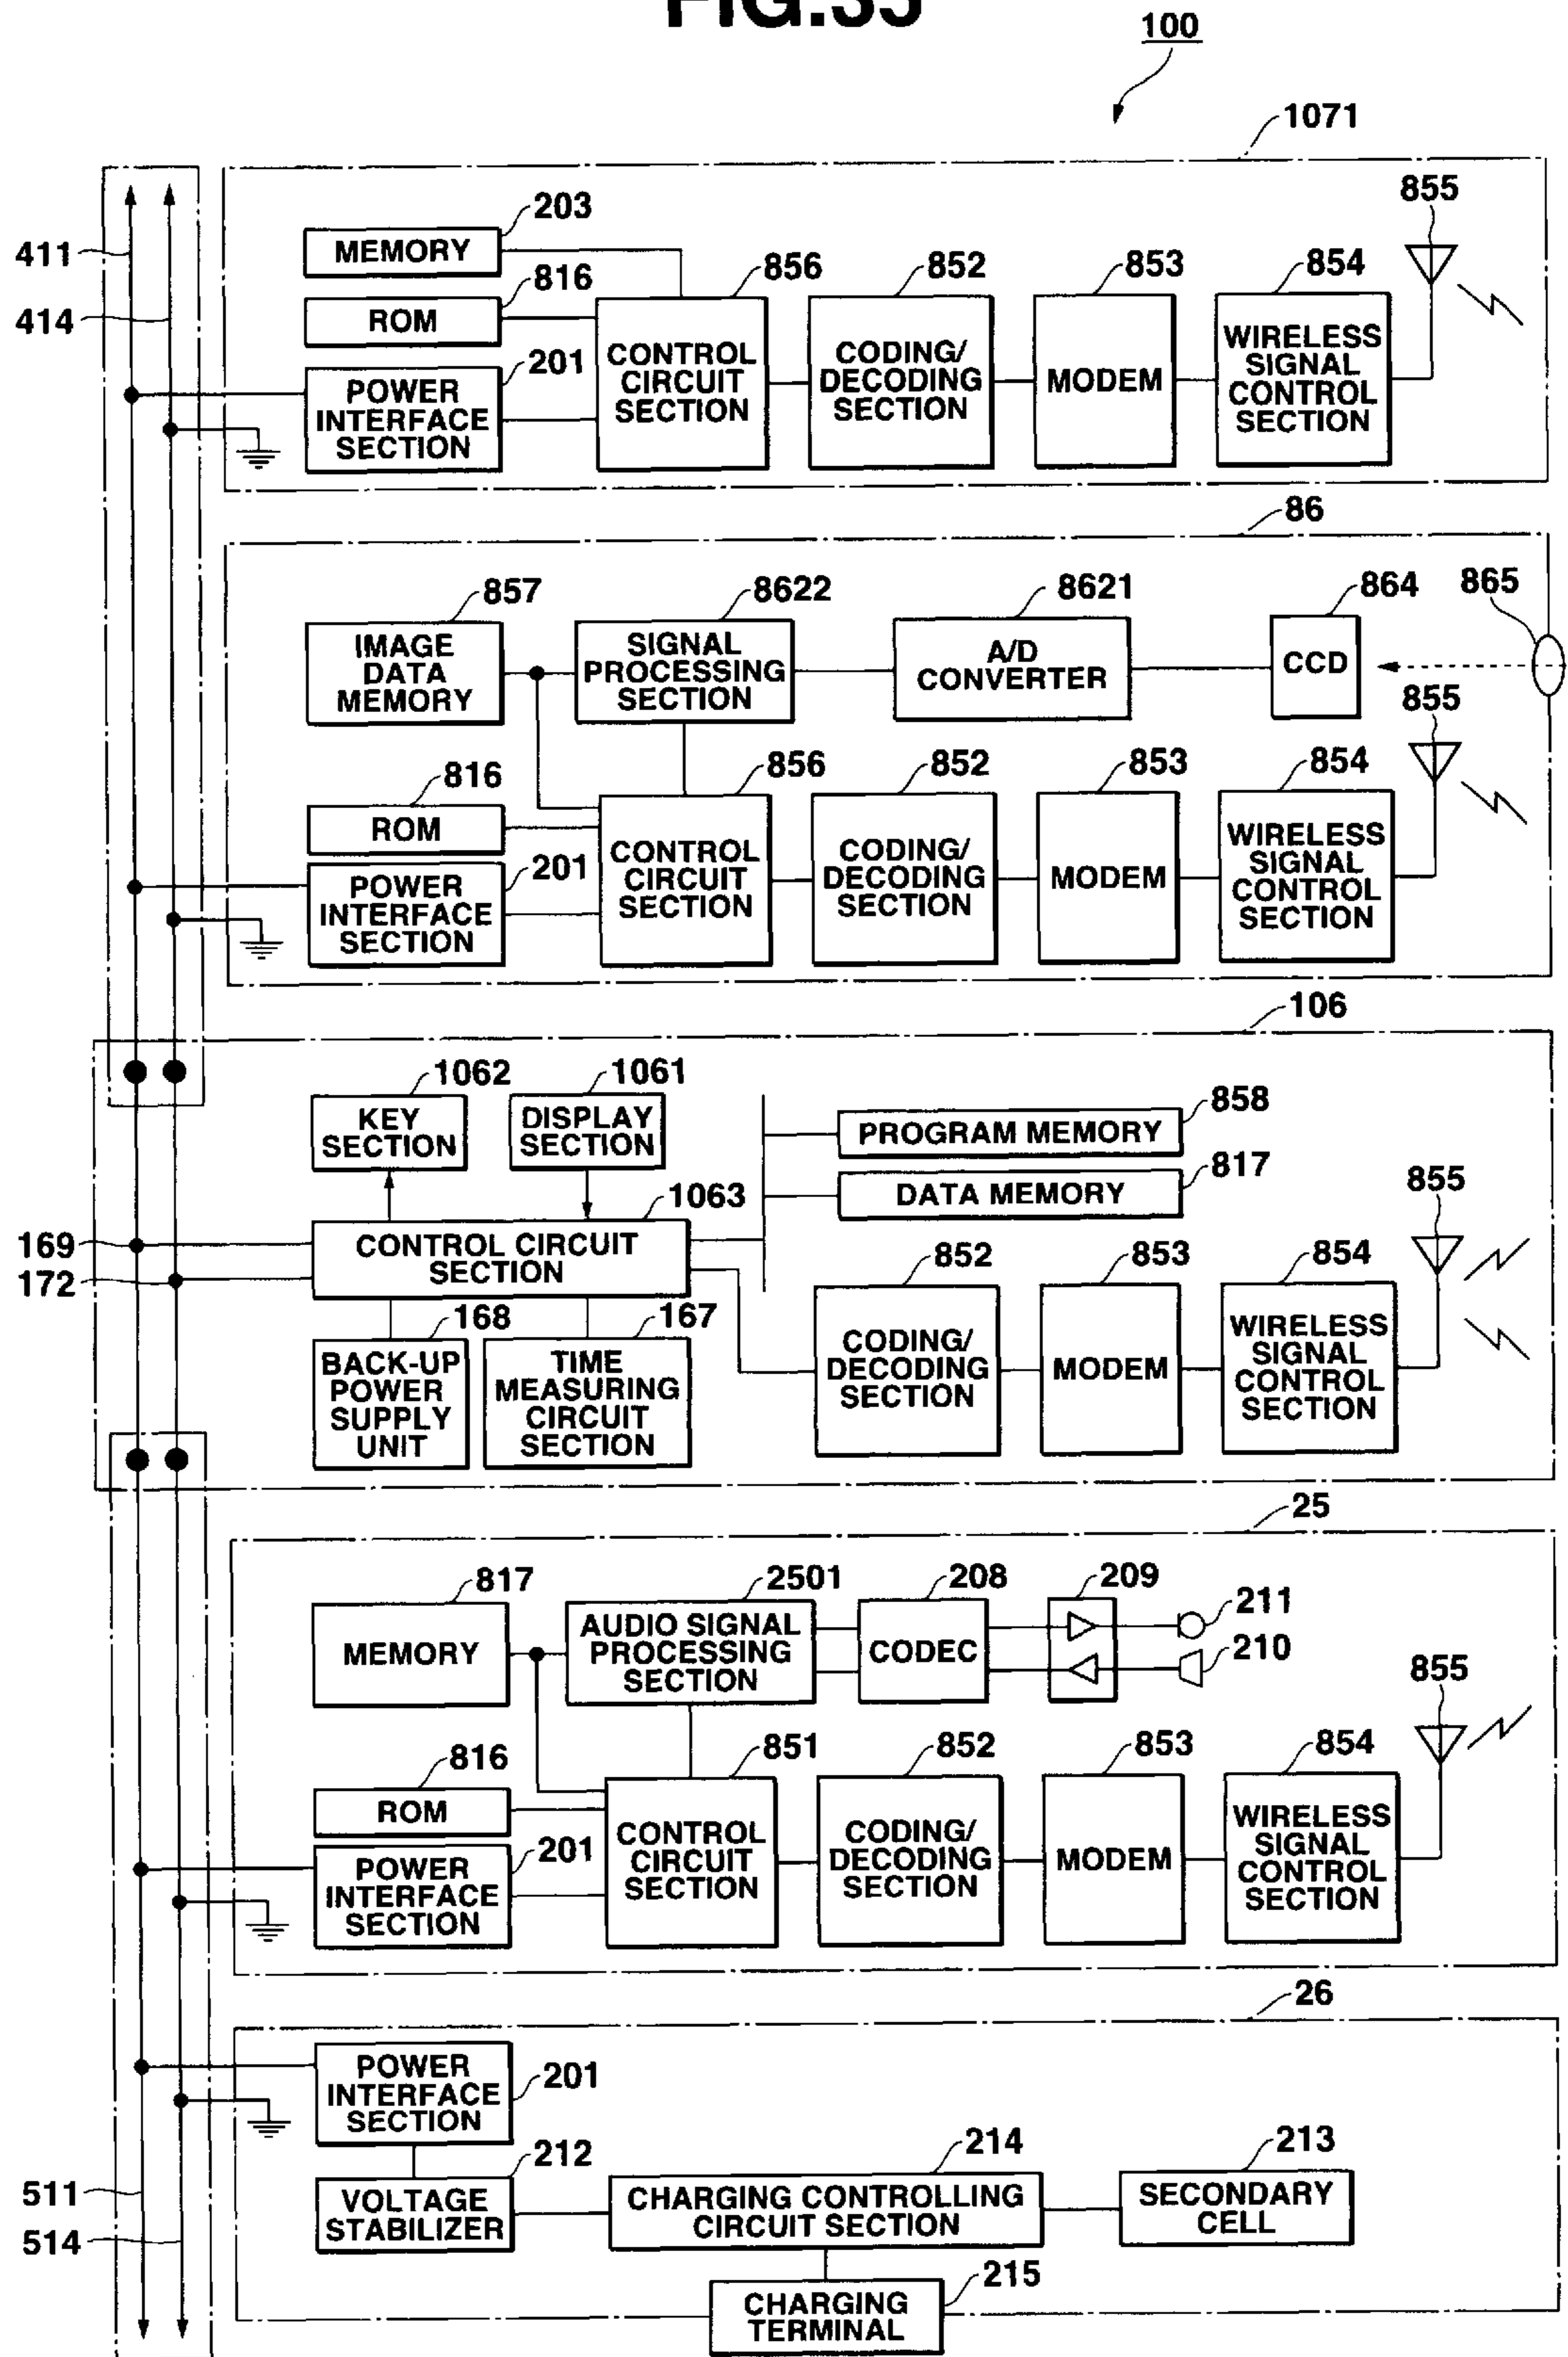 FIG.35
100
1071
203
855
411
MEMORY
856
852
853
854
816
414
ROM
201
CONTROL
CIRCUIT
SECTION
CODING/
DECODING
SECTION
MODEM
WIRELESS
SIGNAL
CONTROL
SECTION
POWER
INTERFACE
SECTION
86
857
8622
8621
864
865
IMAGE
DATA
MEMORY
SIGNAL
PROCESSING
SECTION
A/D
CONVERTER
CCD
855
816
856
852
853
854
ROM
201
POWER
INTERFACE
SECTION
CONTROL
CIRCUIT
SECTION
CODING/
DECODING
SECTION
MODEM
WIRELESS
SIGNAL
CONTROL
SECTION
106
1062
1061
KEY
SECTION
DISPLAY
SECTION
858
PROGRAM MEMORY
817
DATA MEMORY
1063
855
169
172
CONTROL CIRCUIT
SECTION
852
853
854
168
167
BACK-UP
POWER
SUPPLY
UNIT
TIME
MEASURING
CIRCUIT
SECTION
CODING/
DECODING
SECTION
MODEM
WIRELESS
SIGNAL
CONTROL
SECTION
25
817
2501
208
209
211
210
MEMORY
AUDIO SIGNAL
PROCESSING
SECTION
CODEC
855
816
851
852
853
854
ROM
201
POWER
INTERFACE
SECTION
CONTROL
CIRCUIT
SECTION
CODING/
DECODING
SECTION
MODEM
WIRELESS
SIGNAL
CONTROL
SECTION
26
POWER
INTERFACE
SECTION
201
212
214
213
511
514
VOLTAGE
STABILIZER
CHARGING CONTROLLING
CIRCUIT SECTION
SECONDARY
CELL
215
CHARGING
TERMINAL